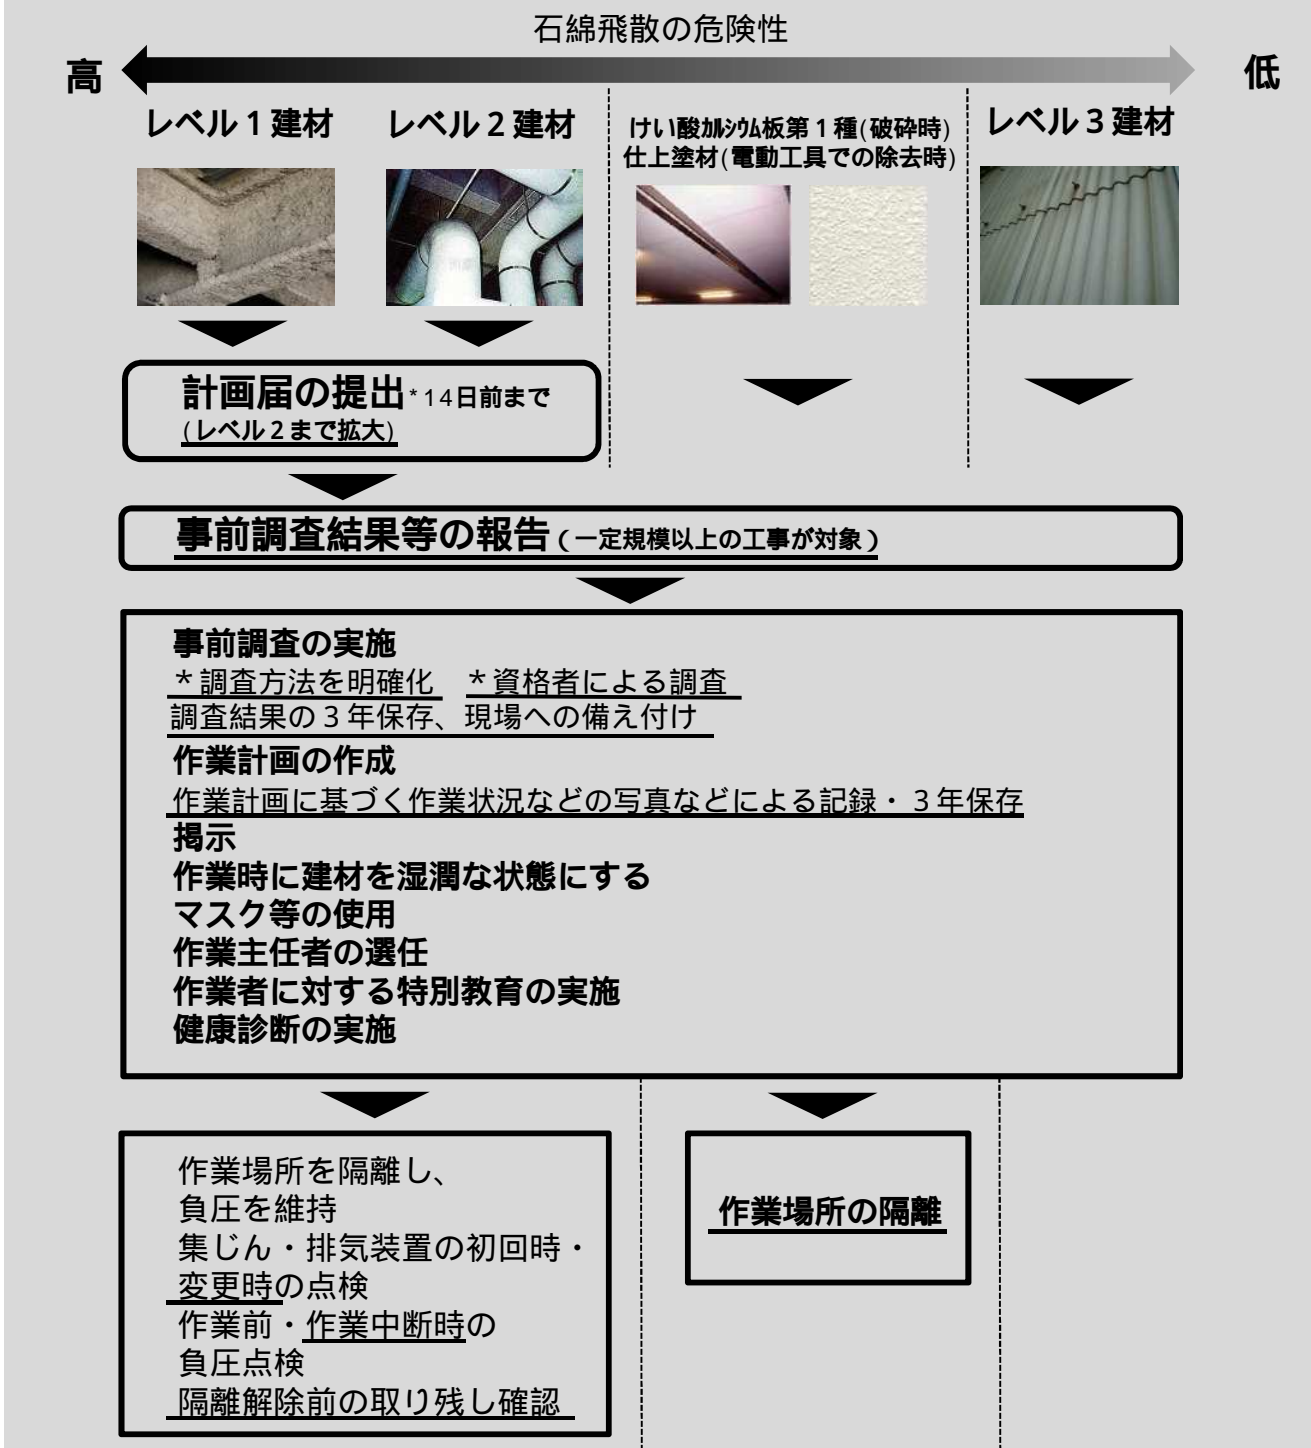 石綿飛散の危険性
高
低
レベル1建材
レベル2建材
けい酸カルシウム板第1種(破砕時)
仕上塗材(電動工具での除去時)
レベル3建材
計画届の提出*14日前まで
(レベル2まで拡大)
事前調査結果等の報告(一定規模以上の工事が対象)
事前調査の実施
*調査方法を明確化 *資格者による調査
調査結果の3年保存、現場への備え付け
作業計画の作成
作業計画に基づく作業状況などの写真などによる記録・3年保存
掲示
作業時に建材を湿潤な状態にする
マスク等の使用
作業主任者の選任
作業者に対する特別教育の実施
健康診断の実施
作業場所を隔離し、
負圧を維持
集じん・排気装置の初回時・
変更時の点検
作業前・作業中断時の
負圧点検
隔離解除前の取り残し確認
作業場所の隔離